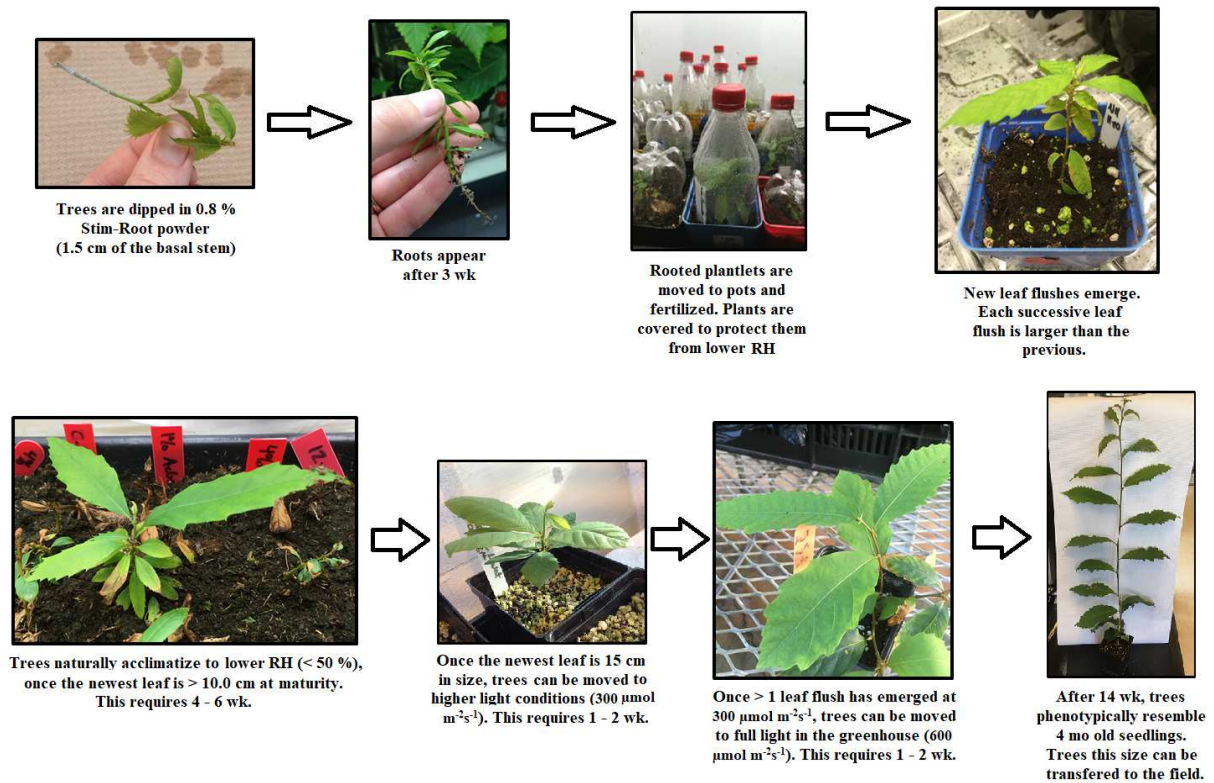 Trees are dipped in 0.8 %
Stim-Root powder
(1.5 cm of the basal stem)
Roots appear
after 3 wk
Rooted plantlets are
moved to pots and
fertilized. Plants are
covered to protect them
from lower RH
New leaf flushes emerge.
Each successive leaf
flush is larger than the
previous.
1%
Trees naturally acclimatize to lower RH (< 50 %),
once the newest leaf is > 10.0 cm at maturity.
This requires 4 - 6 wk.
Once the newest leaf is 15 cm
in size, trees can be moved to
higher light conditions (300 µmol
m⁻²s⁻¹). This requires 1 - 2 wk.
Once > 1 leaf flush has emerged at
300 µmol m⁻²s⁻¹, trees can be moved
to full light in the greenhouse (600
µmol m⁻²s⁻¹). This requires 1 - 2 wk.
After 14 wk, trees
phenotypically resemble
4 mo old seedlings.
Trees this size can be
transfered to the field.